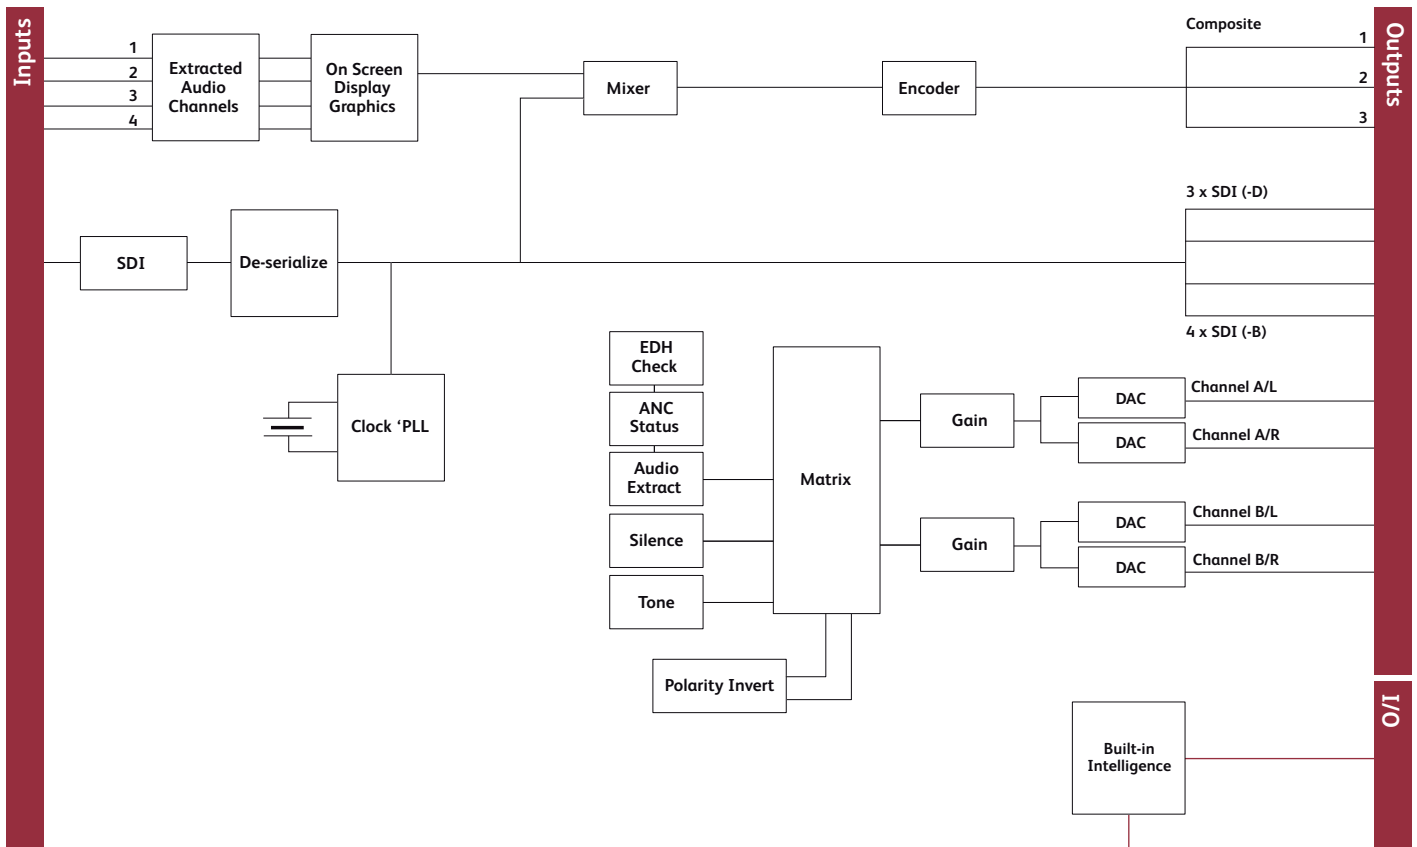 Inputs
1
2
3
4
Extracted
Audio
Channels
On Screen
Display
Graphics
Mixer
Encoder
Composite
1
2
3
Outputs
SDI
De-serialize
3 x SDI (-D)
4 x SDI (-B)
Clock ‘PLL
EDH
Check
ANC
Status
Audio
Extract
Silence
Tone
Polarity Invert
Matrix
Gain
Gain
DAC
DAC
DAC
DAC
Channel A/L
Channel A/R
Channel B/L
Channel B/R
Built-in
Intelligence
I/O